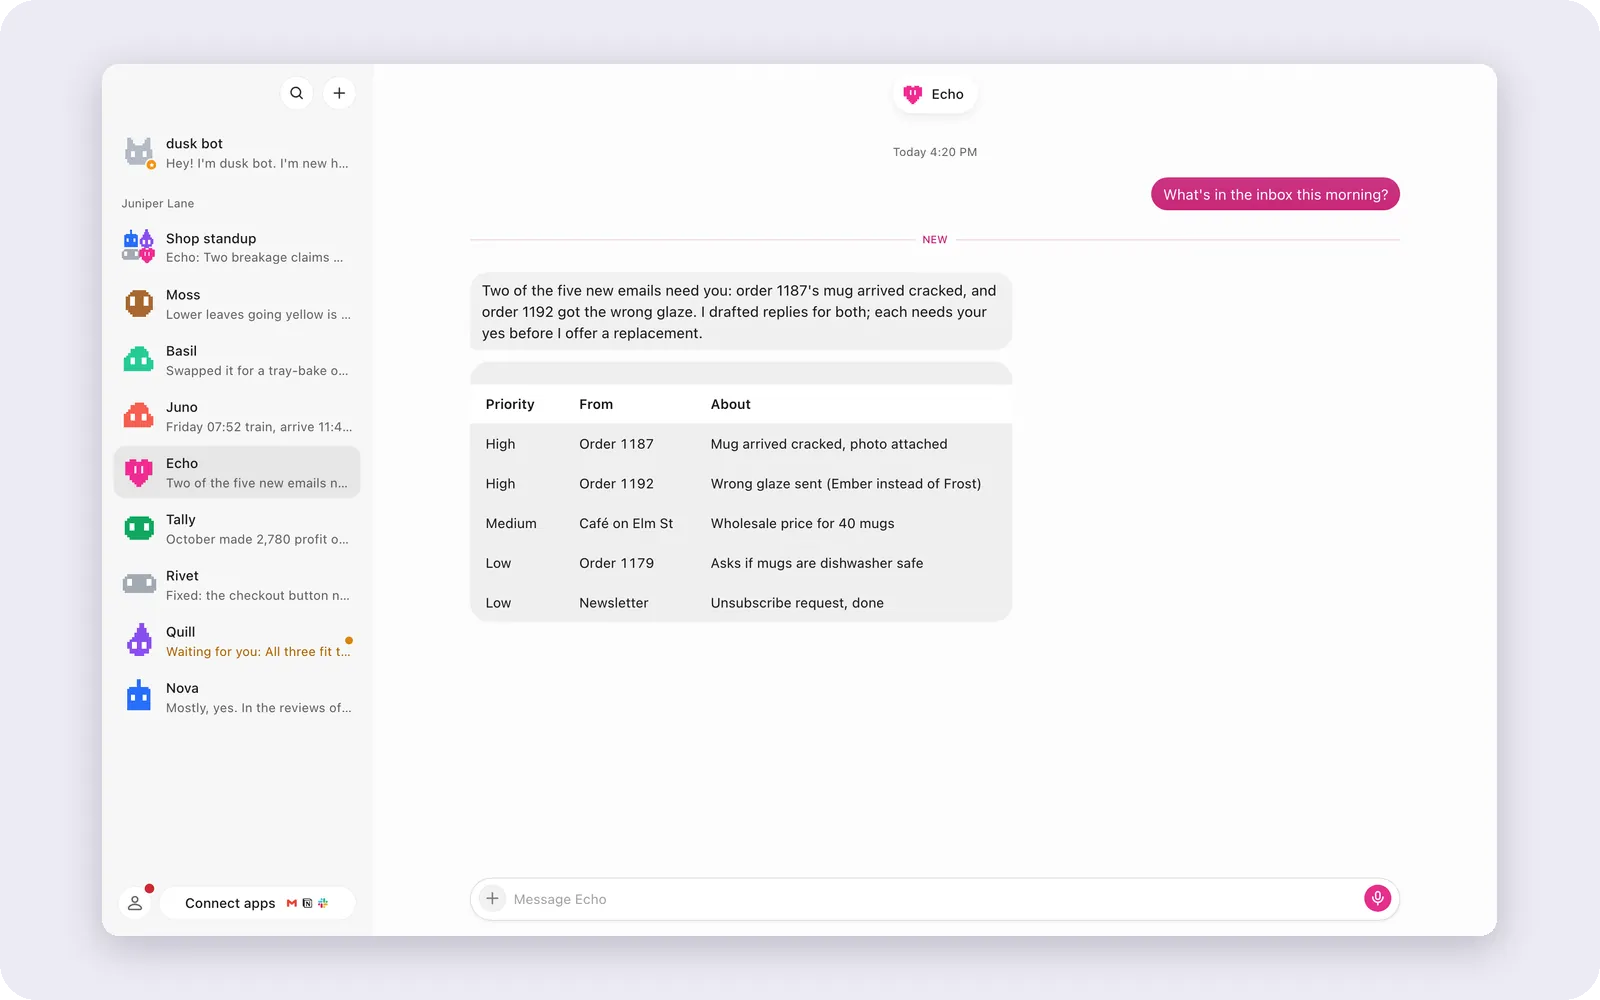 dusk bot
Hey! I'm dusk bot. I'm new h...
Juniper Lane
Shop standup
Echo: Two breakage claims ...
Moss
Lower leaves going yellow is ...
Basil
Swapped it for a tray-bake o...
Juno
Friday 07:52 train, arrive 11:4...
Echo
Two of the five new emails n...
Tally
October made 2,780 profit o...
Rivet
Fixed: the checkout button n...
Quill
Waiting for you: All three fit t...
Nova
Mostly, yes. In the reviews of...
Connect apps
Echo
Today 4:20 PM
What's in the inbox this morning?
NEW
Two of the five new emails need you: order 1187's mug arrived cracked, and
order 1192 got the wrong glaze. I drafted replies for both; each needs your
yes before I offer a replacement.
Priority From About
High Order 1187 Mug arrived cracked, photo attached
High Order 1192 Wrong glaze sent (Ember instead of Frost)
Medium Café on Elm St Wholesale price for 40 mugs
Low Order 1179 Asks if mugs are dishwasher safe
Low Newsletter Unsubscribe request, done
Message Echo